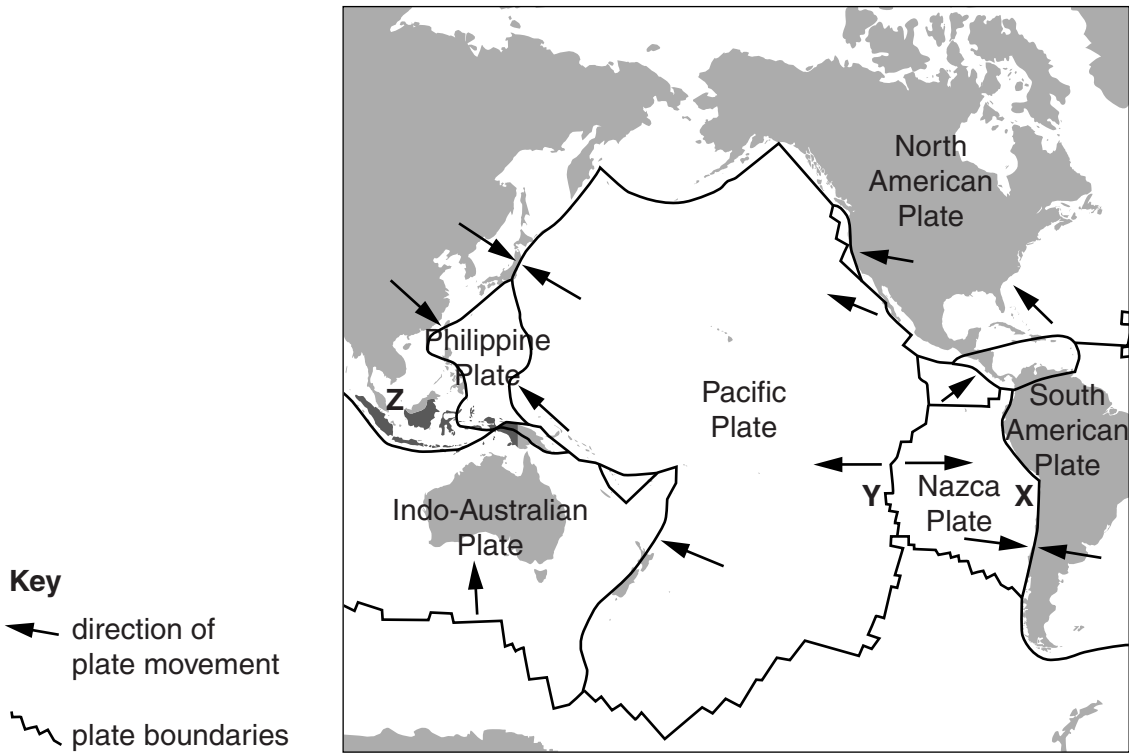 North
American
Plate
Philippine
Plate
Z
Pacific
Plate
South
American
Plate
Y
Nazca
Plate
X
Indo-Australian
Plate
Key
direction of
plate movement
plate boundaries